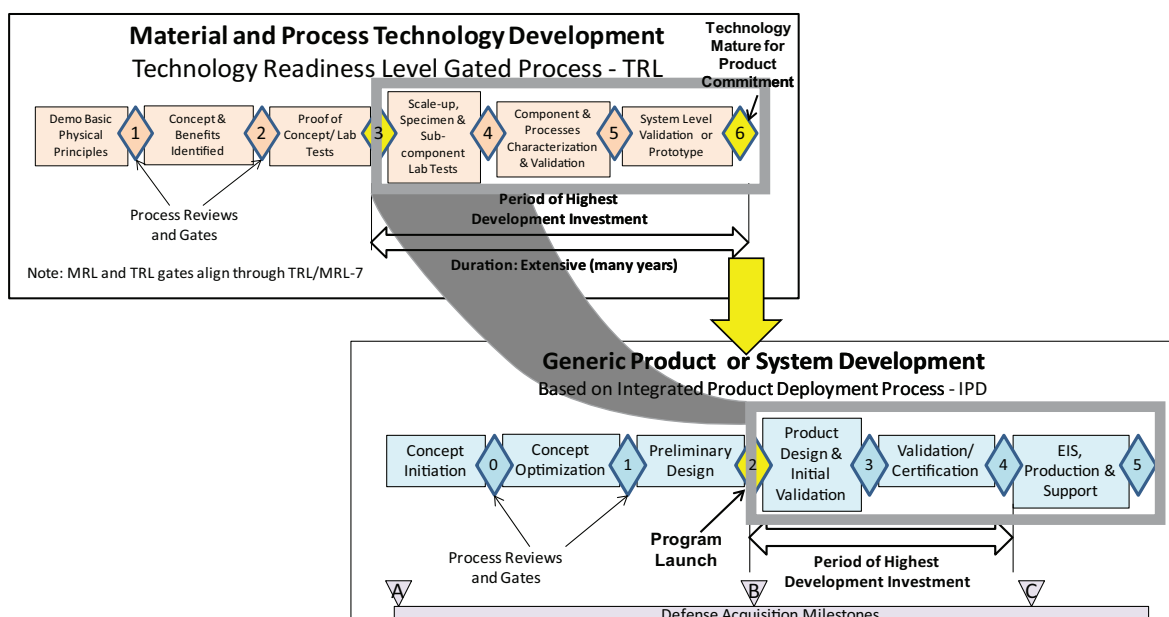 Material and Process Technology Development
Technology Readiness Level Gated Process - TRL
Technology
Mature for
Product
Commitment
Demo Basic
Physical
Principles
1
Concept &
Benefits
Identified
2
Proof of
Concept/ Lab
Tests
3
Scale-up,
Specimen &
Sub-
component
Lab Tests
4
Component &
Processes
Characterization
& Validation
5
System Level
Validation or
Prototype
6
Process Reviews
and Gates
Period of Highest
Development Investment
Duration: Extensive (many years)
Note: MRL and TRL gates align through TRL/MRL-7
Generic Product or System Development
Based on Integrated Product Deployment Process - IPD
Concept
Initiation
0
Concept
Optimization
1
Preliminary
Design
2
Product
Design &
Initial
Validation
3
Validation/
Certification
4
EIS,
Production &
Support
5
Process Reviews
and Gates
Program
Launch
Period of Highest
Development Investment
A
B
C
Defense Acquisition Milestones